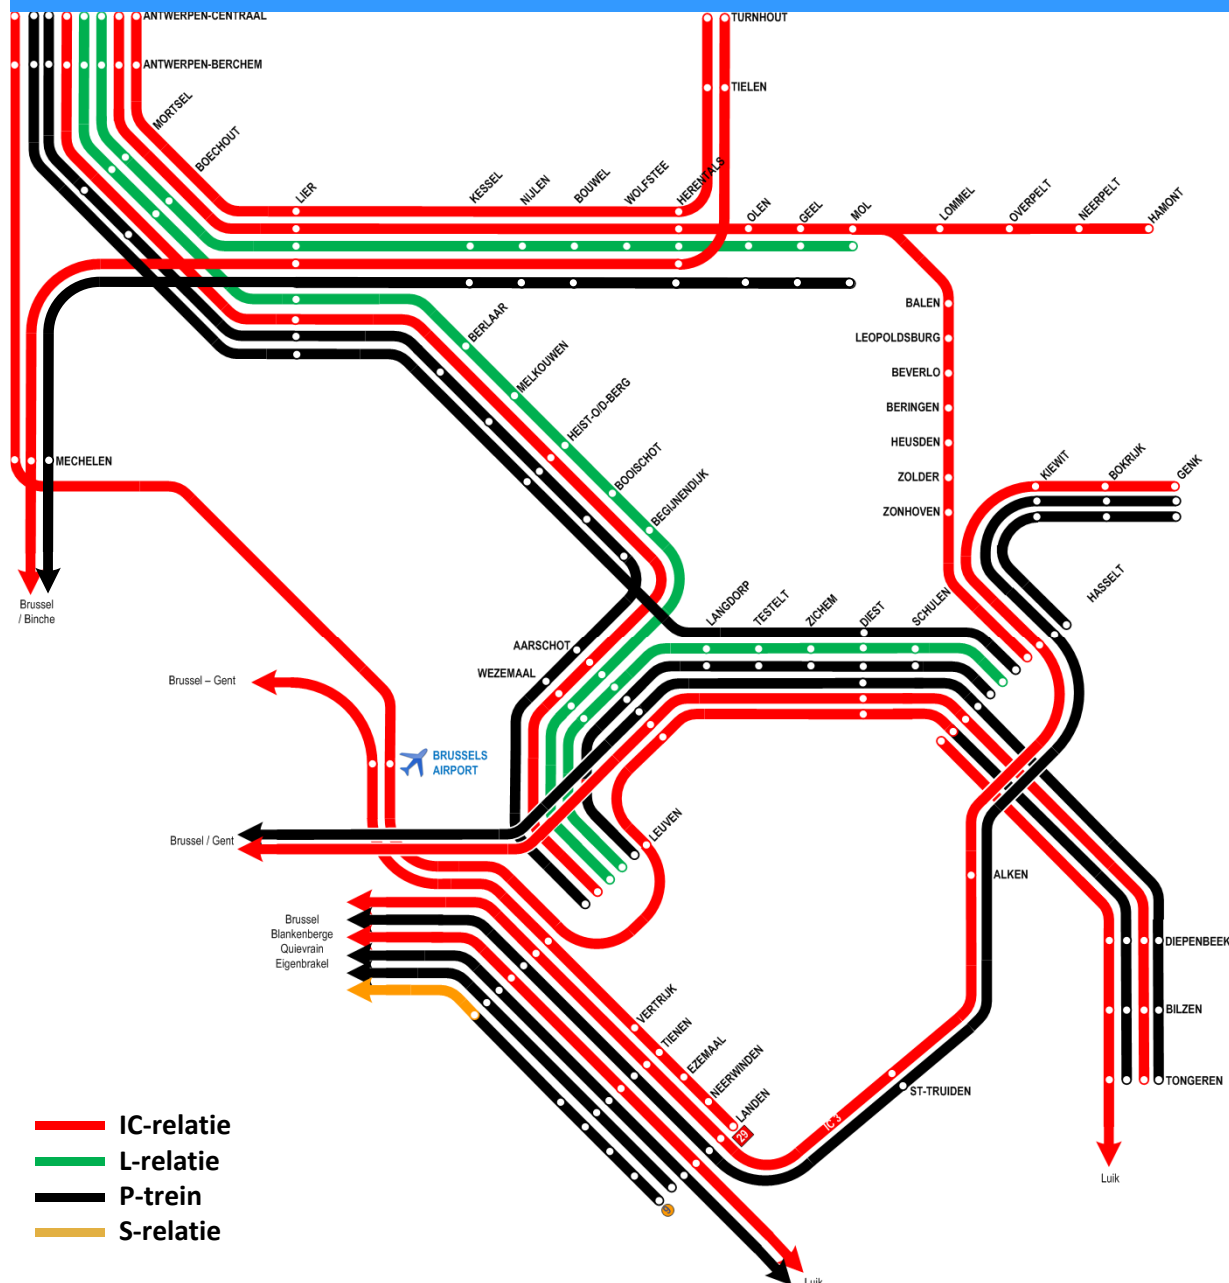 ANTWERPEN-CENTRAAL
TURNHOUT
ANTWERPEN-BERCHEM
TIELEN
MORTSEL
BOECHOUT
LIER
KESSEL
NIJLEN
BOUWEL
WOLFSTEE
HERENTALS
OLEN
GEEL
MOL
LOMMEL
OVERPELT
NEERPELT
HAMONT
BALEN
LEOPOLDSBURG
BEVERLO
BERINGEN
HEUSDEN
ZOLDER
ZONHOVEN
BERLAAR
MELKOUWEN
HEIST-O/D-BERG
BOOISCHOT
BEGIJNENDIJK
MECHELEN
KIEWIT
BOKRIJK
GENK
HASSELT
Brussel
/ Binche
AARSCHOT
WEZEMAAL
LANGDORP
TESTELT
ZICHEM
DIEST
SCHULEN
Brussel – Gent
BRUSSELS
AIRPORT
Brussel / Gent
LEUVEN
ALKEN
Brussel
Blankenberge
Quievrain
Eigenbrakel
DIEPENBEEK
BILZEN
TONGEREN
VERTRIJK
TIENEN
EZEMAAL
NEERWINDEN
LANDEN
29
ST-TRUIDEN
IC 3
9
Luik
Luik
IC-relatie
L-relatie
P-trein
S-relatie